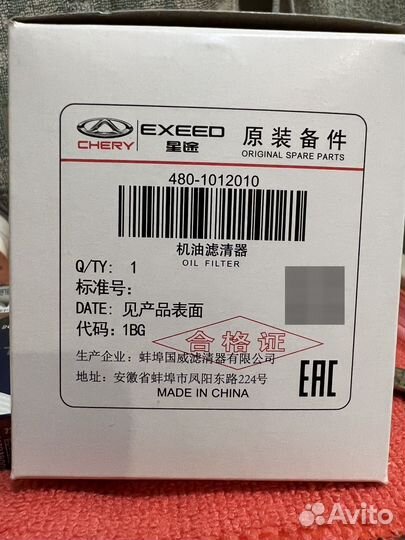 CHERY
EXEED
星途
原装备件
ORIGINAL SPARE PARTS
480-1012010
机油滤清器
OIL FILTER
Q/TY: 1
标准号:
DATE: 见产品表面
代码: 1BG
合格证
生产企业: 蚌埠国威滤清器有限公司
地址: 安徽省蚌埠市凤阳东路224号
MADE IN CHINA
EAC
Avito